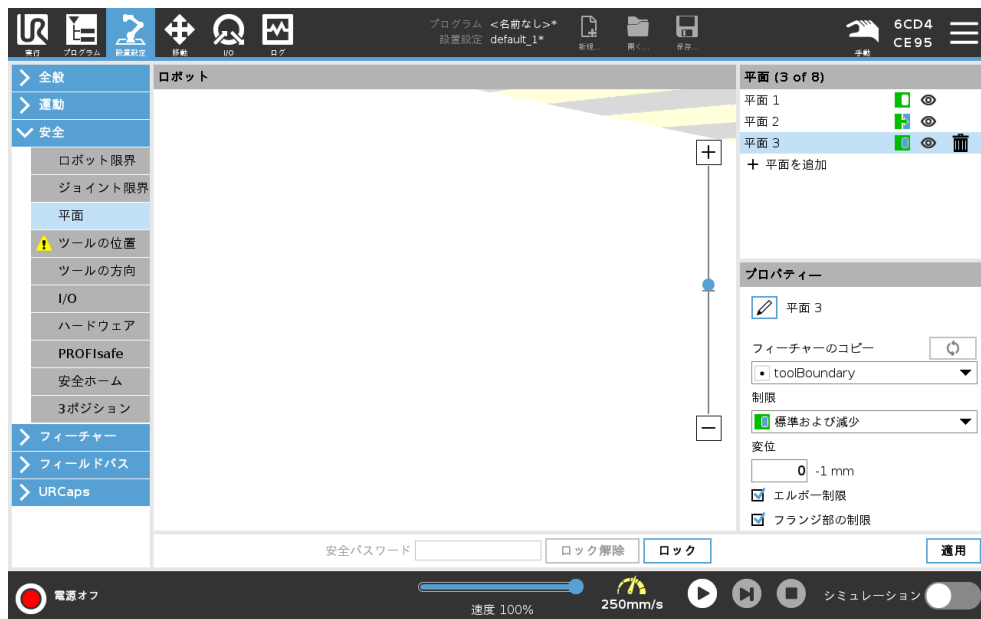 実行
プログラム
設置設定
移動
I/O
ログ
プログラム <名前なし>*
設置設定 default_1*
新規...
開く...
保存...
手動
6CD4
CE95
全般
運動
安全
ロボット限界
ジョイント限界
平面
ツールの位置
ツールの方向
I/O
ハードウェア
PROFIsafe
安全ホーム
3ポジション
フィーチャー
フィールドバス
URCaps
ロボット
平面 (3 of 8)
平面 1
平面 2
平面 3
+ 平面を追加
プロパティー
平面 3
フィーチャーのコピー
toolBoundary
制限
標準および減少
変位
0 -1 mm
エルボー制限
フランジ部の制限
安全パスワード
ロック解除
ロック
適用
電源オフ
速度 100%
250mm/s
シミュレーション